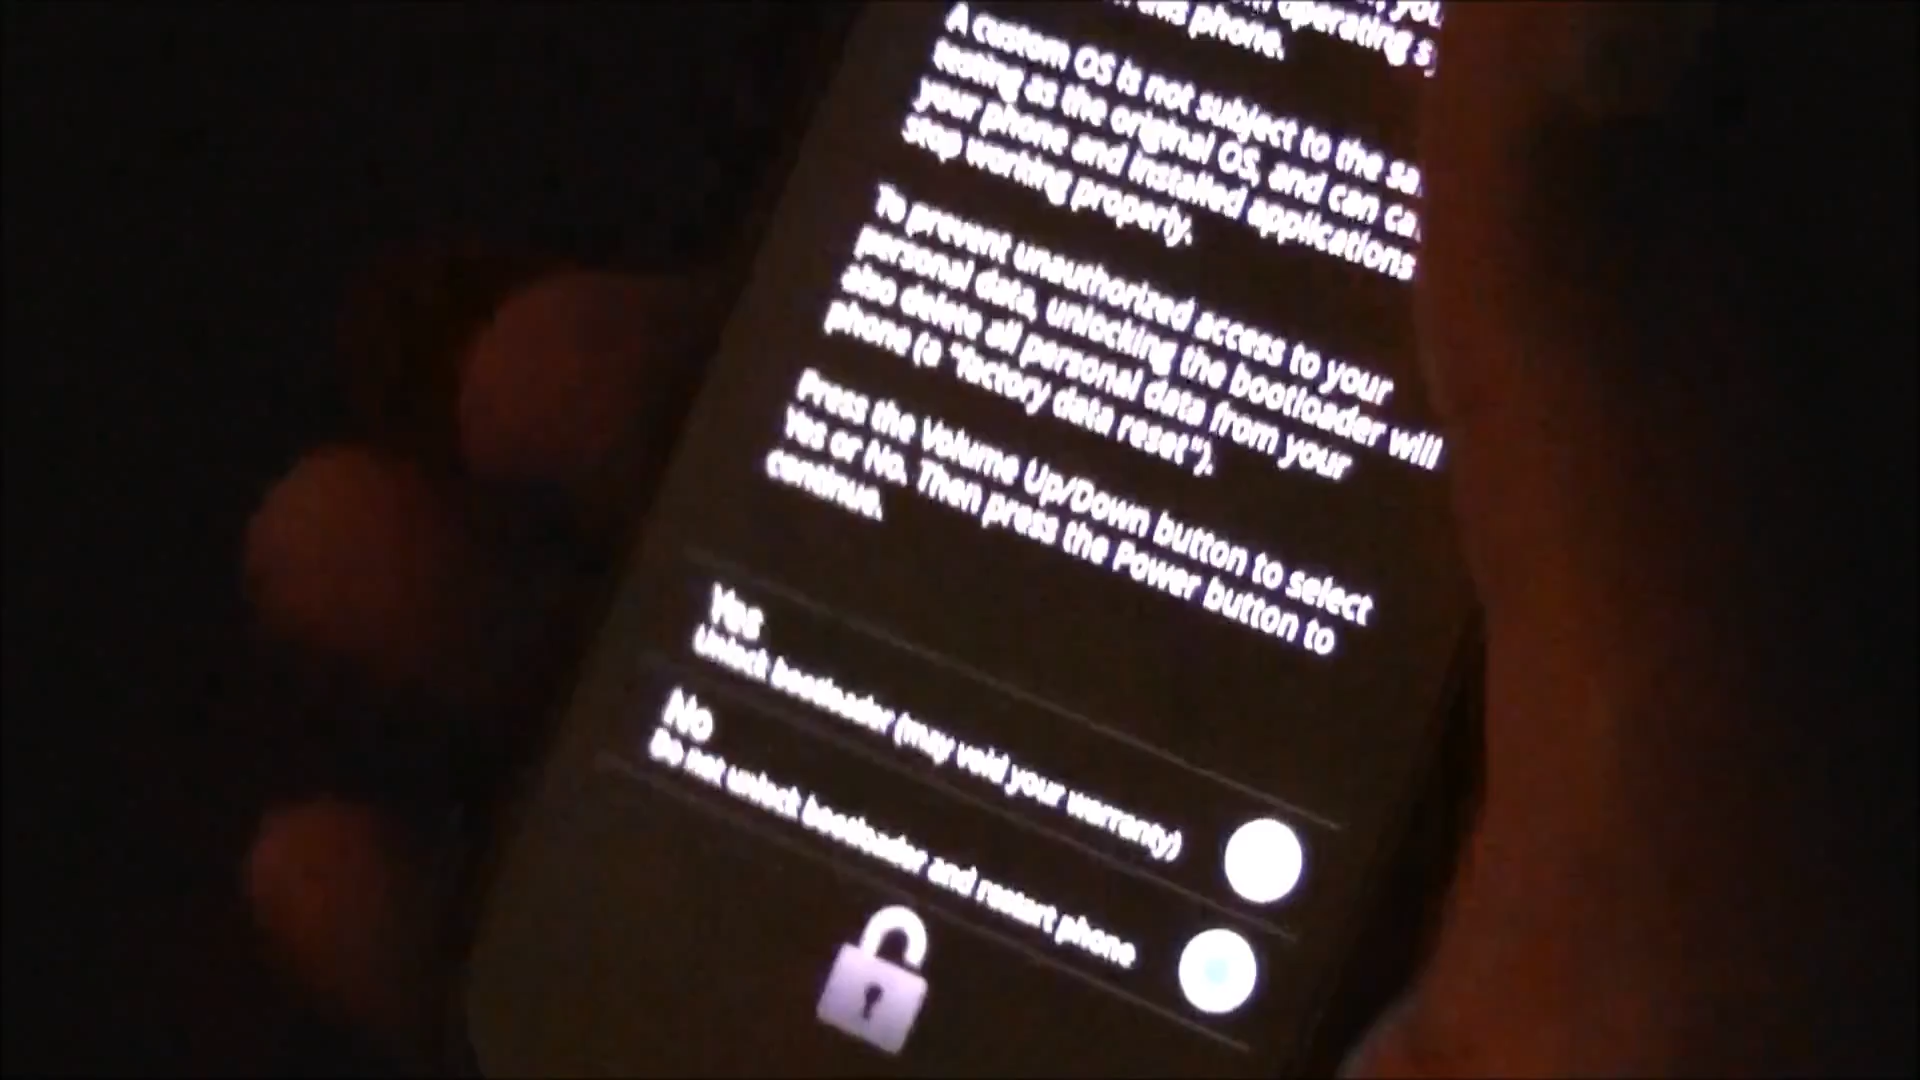 operating
this phone.
A custom OS is not subject to the sa
testing as the original OS, and can ca
your phone and installed applications
stop working properly.
To prevent unauthorized access to your
personal data, unlocking the bootloader will
also delete all personal data from your
phone (a "factory data reset").
Press the Volume Up/Down button to select
Yes or No. Then press the Power button to
continue.
Yes
Unlock bootloader (may void your warranty)
No
Do not unlock bootloader and restart phone